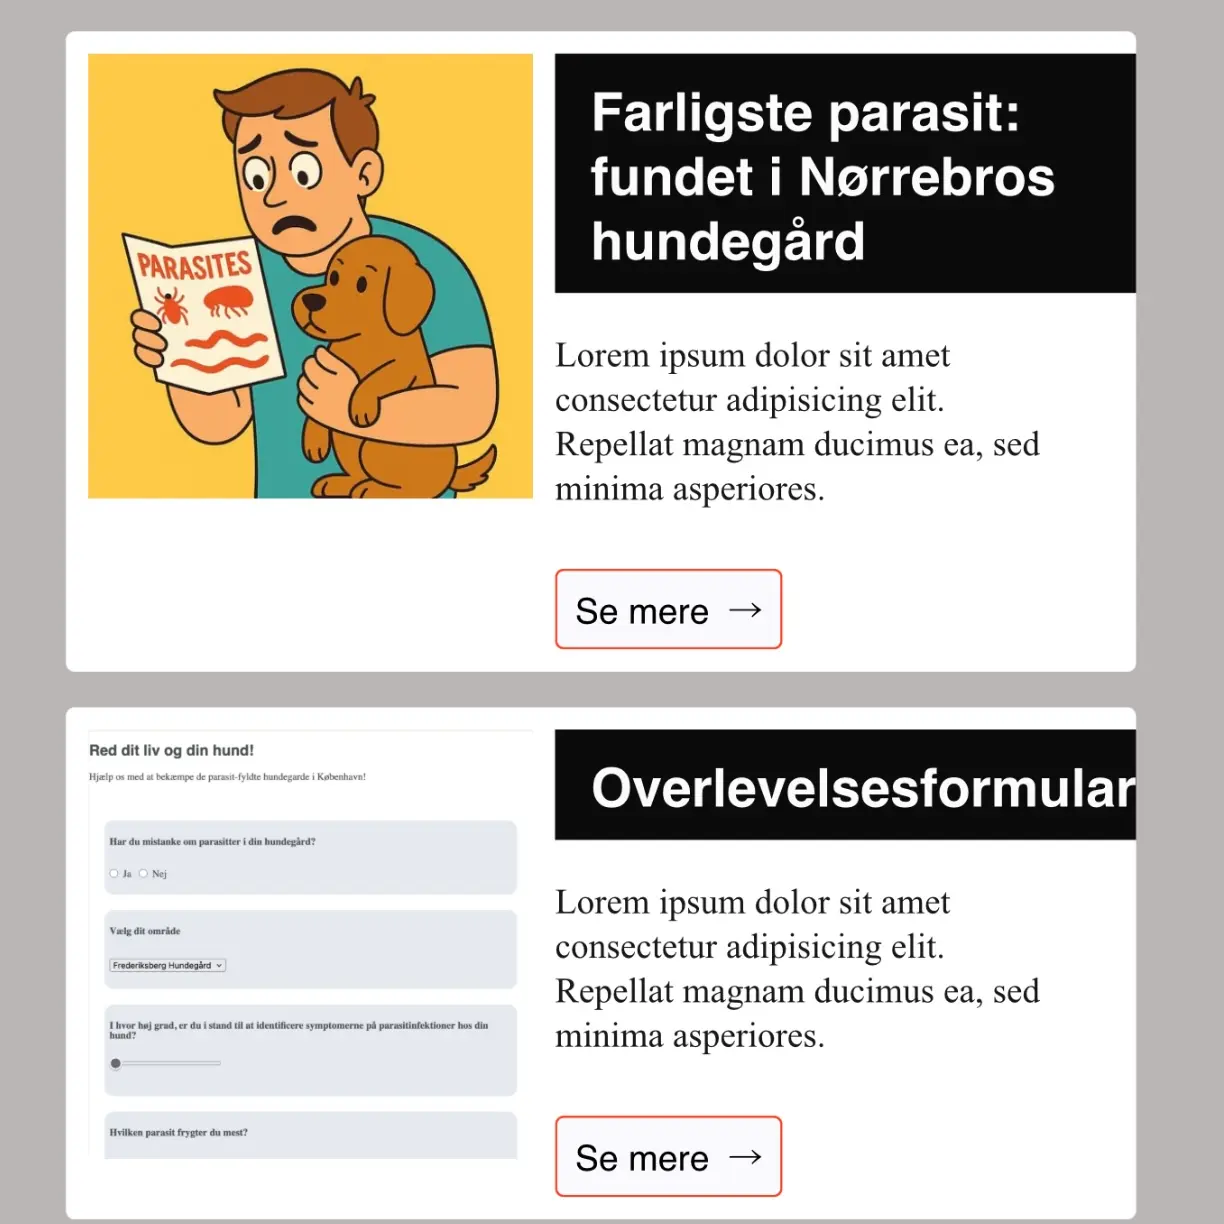 PARASITES
Farligste parasit:
fundet i Nørrebros
hundegård
Lorem ipsum dolor sit amet
consectetur adipisicing elit.
Repellat magnam ducimus ea, sed
minima asperiores.
Se mere →
Red dit liv og din hund!
Hjælp os med at bekæmpe de parasit-fyldte hundegarde i København!
Har du mistanke om parasitter i din hundegård?
Ja Nej
Vælg dit område
Frederiksberg Hundegård
I hvor høj grad, er du i stand til at identificere symptomerne på parasitinfektioner hos din
hund?
Hvilken parasit frygter du mest?
Overlevelsesformular
Lorem ipsum dolor sit amet
consectetur adipisicing elit.
Repellat magnam ducimus ea, sed
minima asperiores.
Se mere →